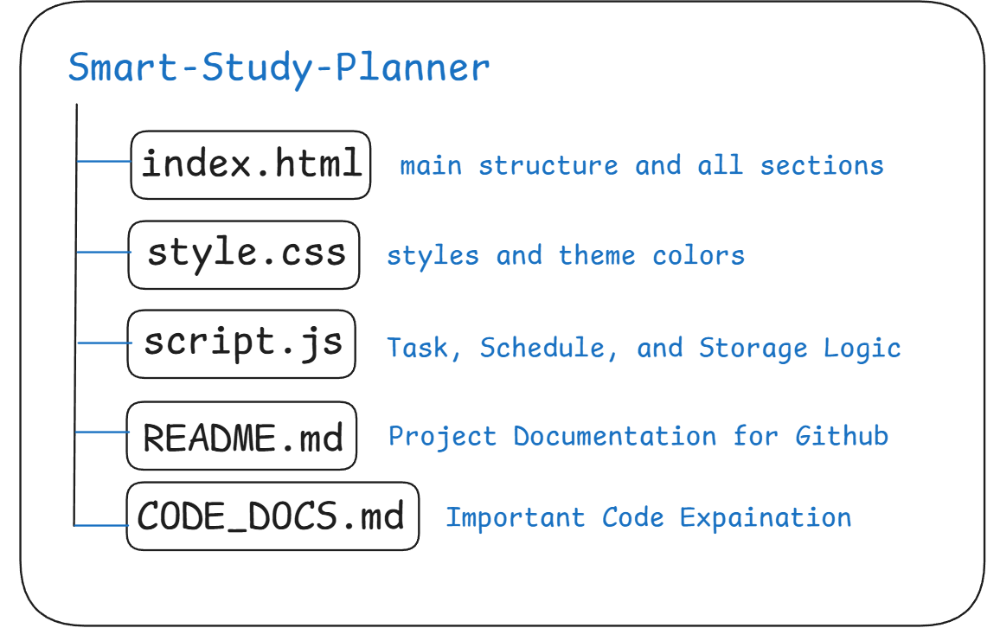 Smart-Study-Planner
index.html main structure and all sections
style.css styles and theme colors
script.js Task, Schedule, and Storage Logic
README.md Project Documentation for Github
CODE_DOCS.md Important Code Expaination